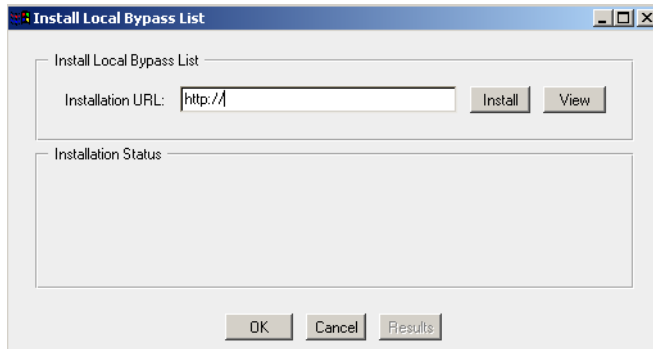 Install Local Bypass List
Install Local Bypass List
Installation URL: http:// Install View
Installation Status
OK Cancel Results